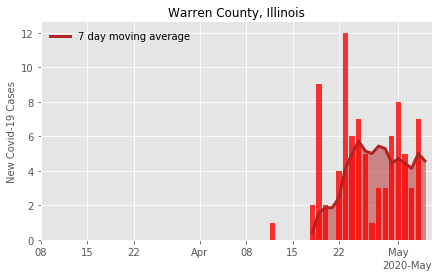 Warren County, Illinois
7 day moving average
New Covid-19 Cases
12
10
8
6
4
2
0
08 15 22 Apr 08 15 22 May
2020-May